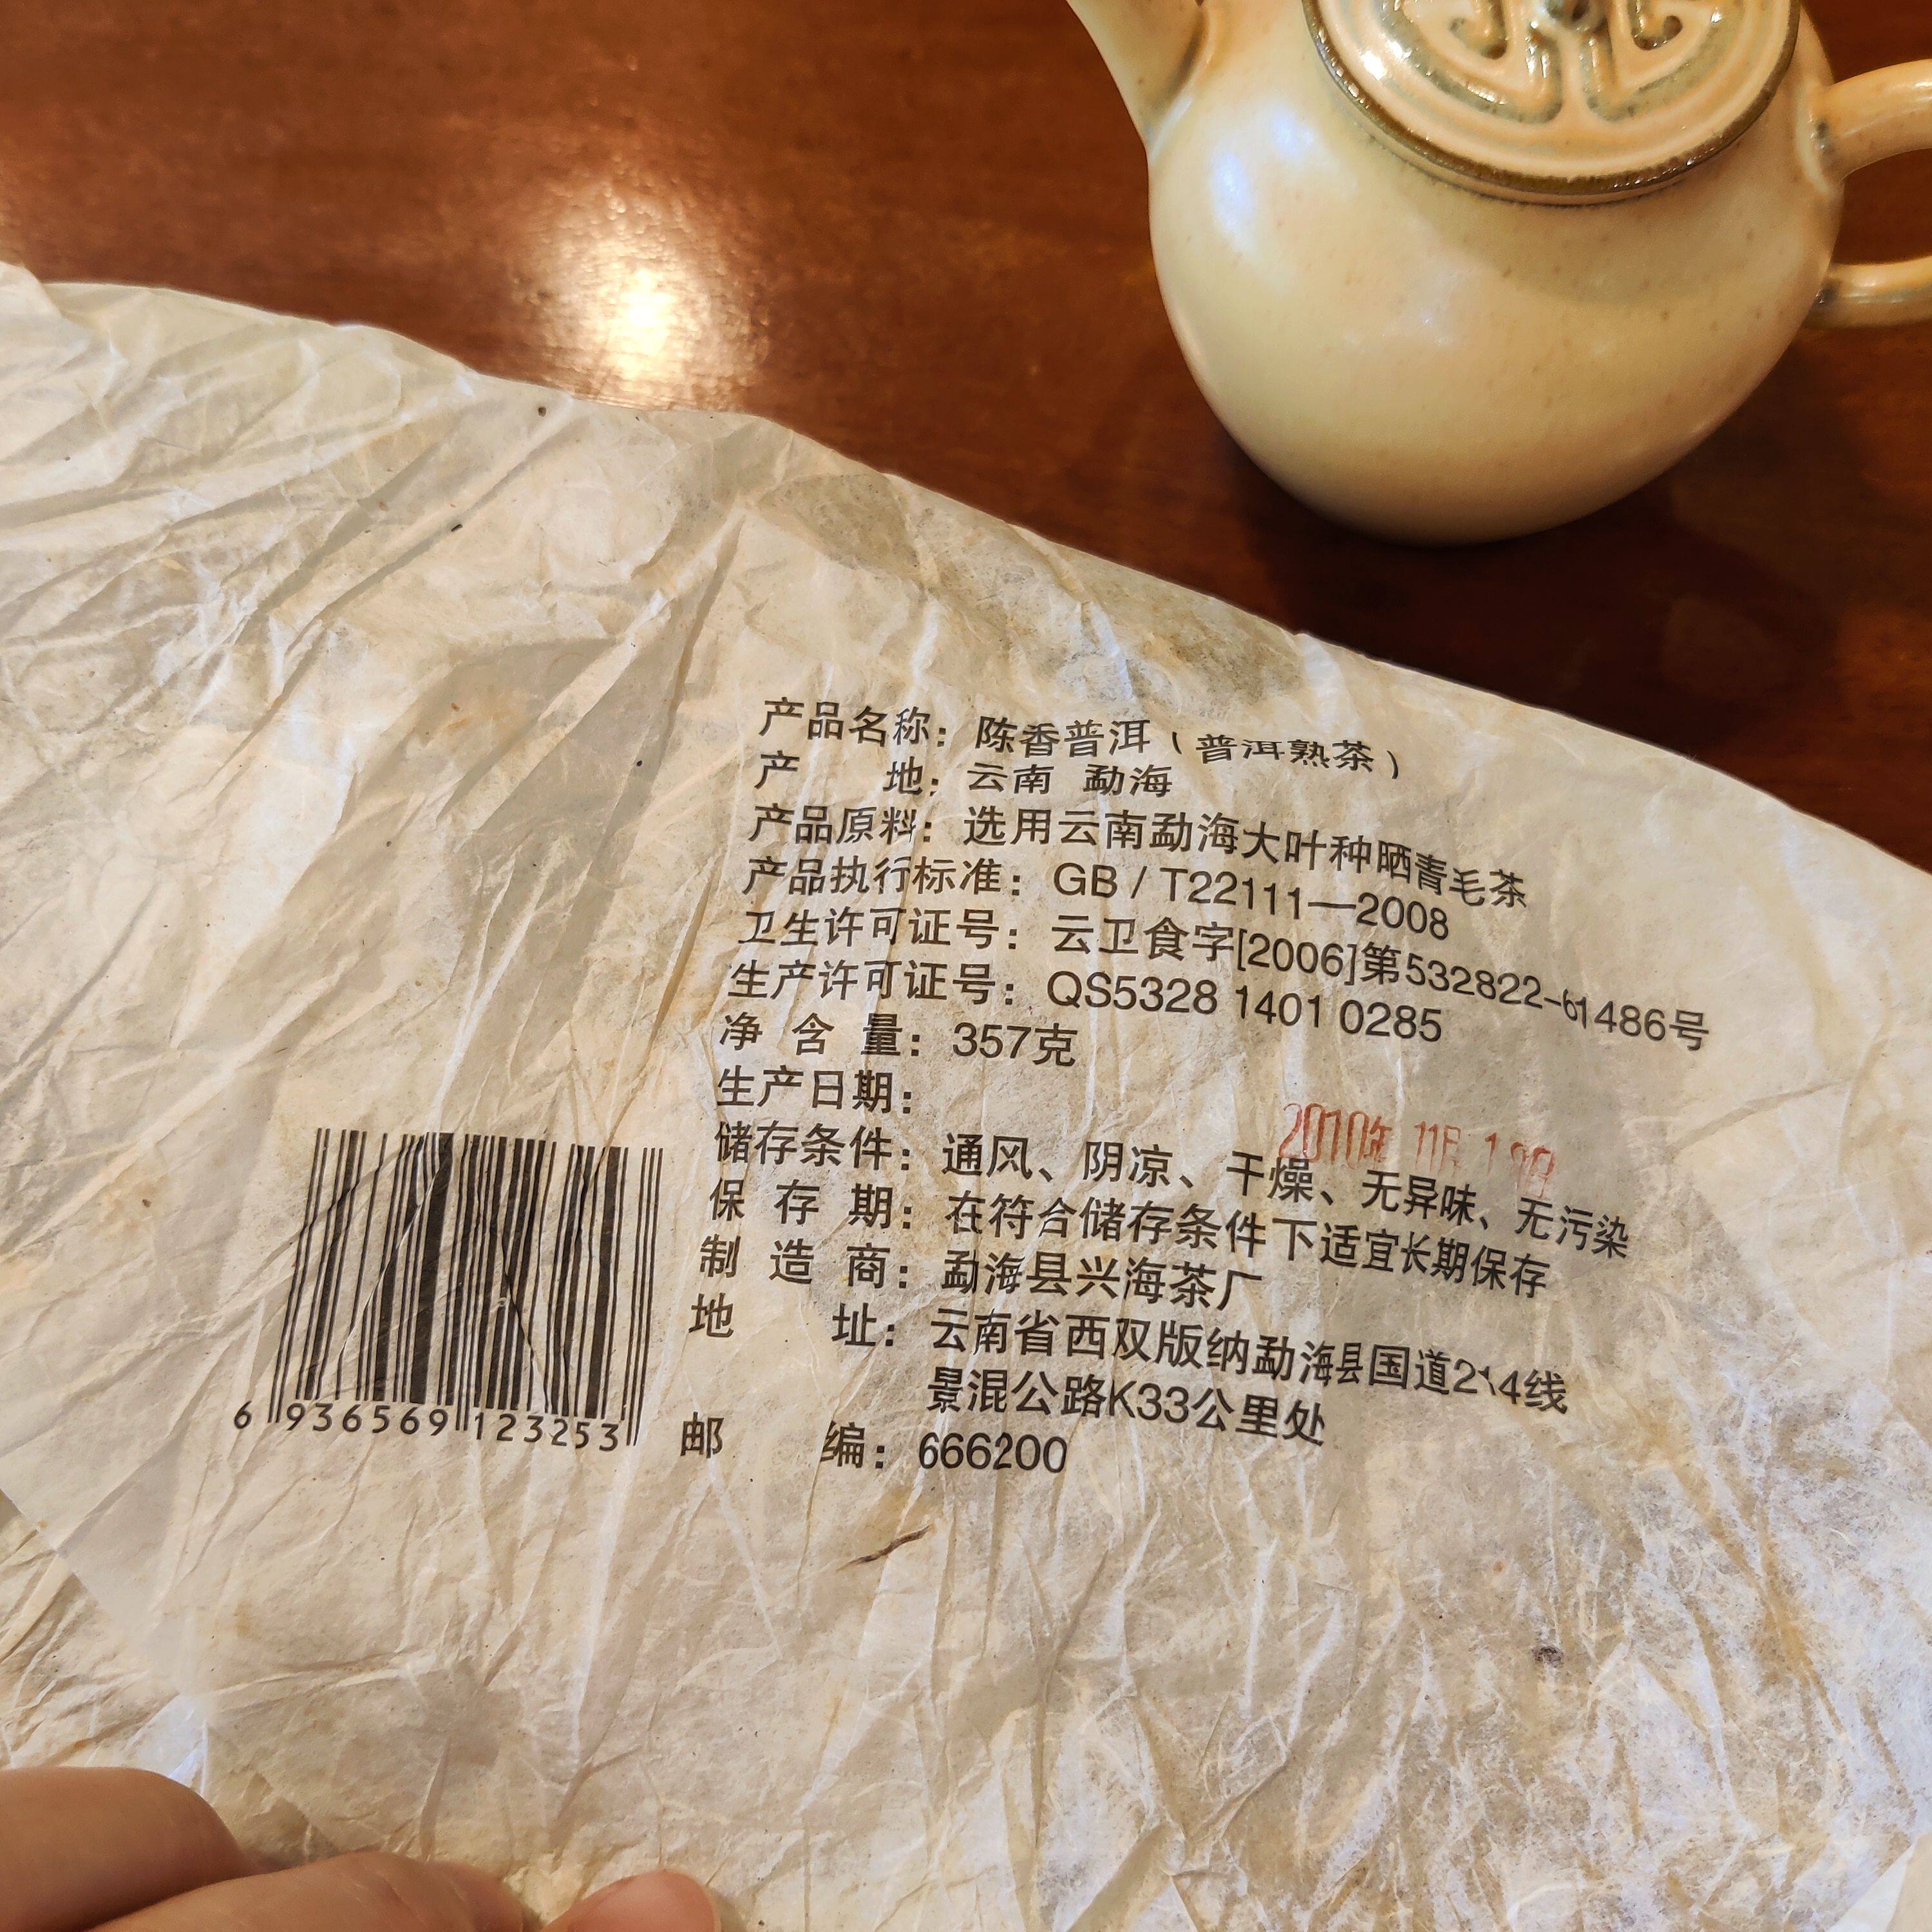 产品名称：陈香普洱（普洱熟茶）
产地：云南 勐海
产品原料：选用云南勐海大叶种晒青毛茶
产品执行标准：GB/T22111—2008
卫生许可证号：云卫食字[2006]第532822-61486号
生产许可证号：QS5328 1401 0285
净含量：357克
生产日期：
2010年 11月
储存条件：通风、阴凉、干燥、无异味、无污染
保存期：在符合储存条件下适宜长期保存
制造商：勐海县兴海茶厂
地址：云南省西双版纳勐海县国道214线
景混公路K33公里处
邮编：666200
6 936569 123253